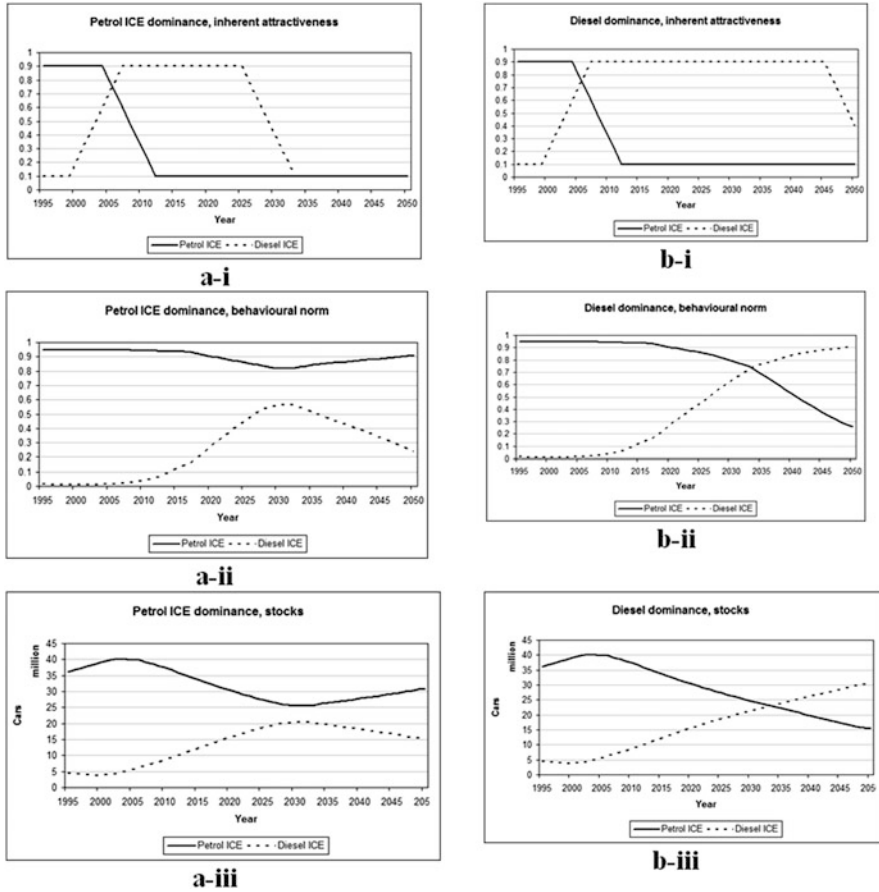 Petrol ICE dominance, inherent attractiveness
1
0.9
0.8
0.7
0.6
0.5
0.4
0.3
0.2
0.1
0
1995 2000 2005 2010 2015 2020 2025 2030 2035 2040 2045 2050
Year
Petrol ICE Diesel ICE
a-i
Diesel dominance, inherent attractiveness
1
0.9
0.8
0.7
0.6
0.5
0.4
0.3
0.2
0.1
0
1995 2000 2005 2010 2015 2020 2025 2030 2035 2040 2045 2050
Year
Petrol ICE Diesel ICE
b-i
Petrol ICE dominance, behavioural norm
1
0.9
0.8
0.7
0.6
0.5
0.4
0.3
0.2
0.1
0
1995 2000 2005 2010 2015 2020 2025 2030 2035 2040 2045 2050
Year
Petrol ICE Diesel ICE
a-ii
Diesel dominance, behavioural norm
1
0.9
0.8
0.7
0.6
0.5
0.4
0.3
0.2
0.1
0
1995 2000 2005 2010 2015 2020 2025 2030 2035 2040 2045 2050
Year
Petrol ICE Diesel ICE
b-ii
Petrol ICE dominance, stocks
million
Cars
45
40
35
30
25
20
15
10
5
0
1995 2000 2005 2010 2015 2020 2025 2030 2035 2040 2045 205
Year
Petrol ICE Diesel ICE
a-iii
Diesel dominance, stocks
million
Cars
45
40
35
30
25
20
15
10
5
0
1995 2000 2005 2010 2015 2020 2025 2030 2035 2040 2045 205
Year
Petrol ICE Diesel ICE
b-iii